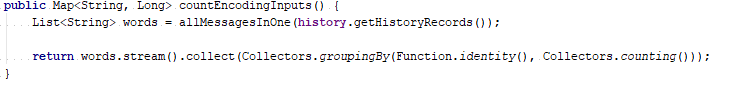 public Map<String, Long> countEncodingInputs() {
List<String> words = allMessagesInOne(history.getHistoryRecords());
return words.stream().collect(Collectors.groupingBy(Function.identity(), Collectors.counting()));
}